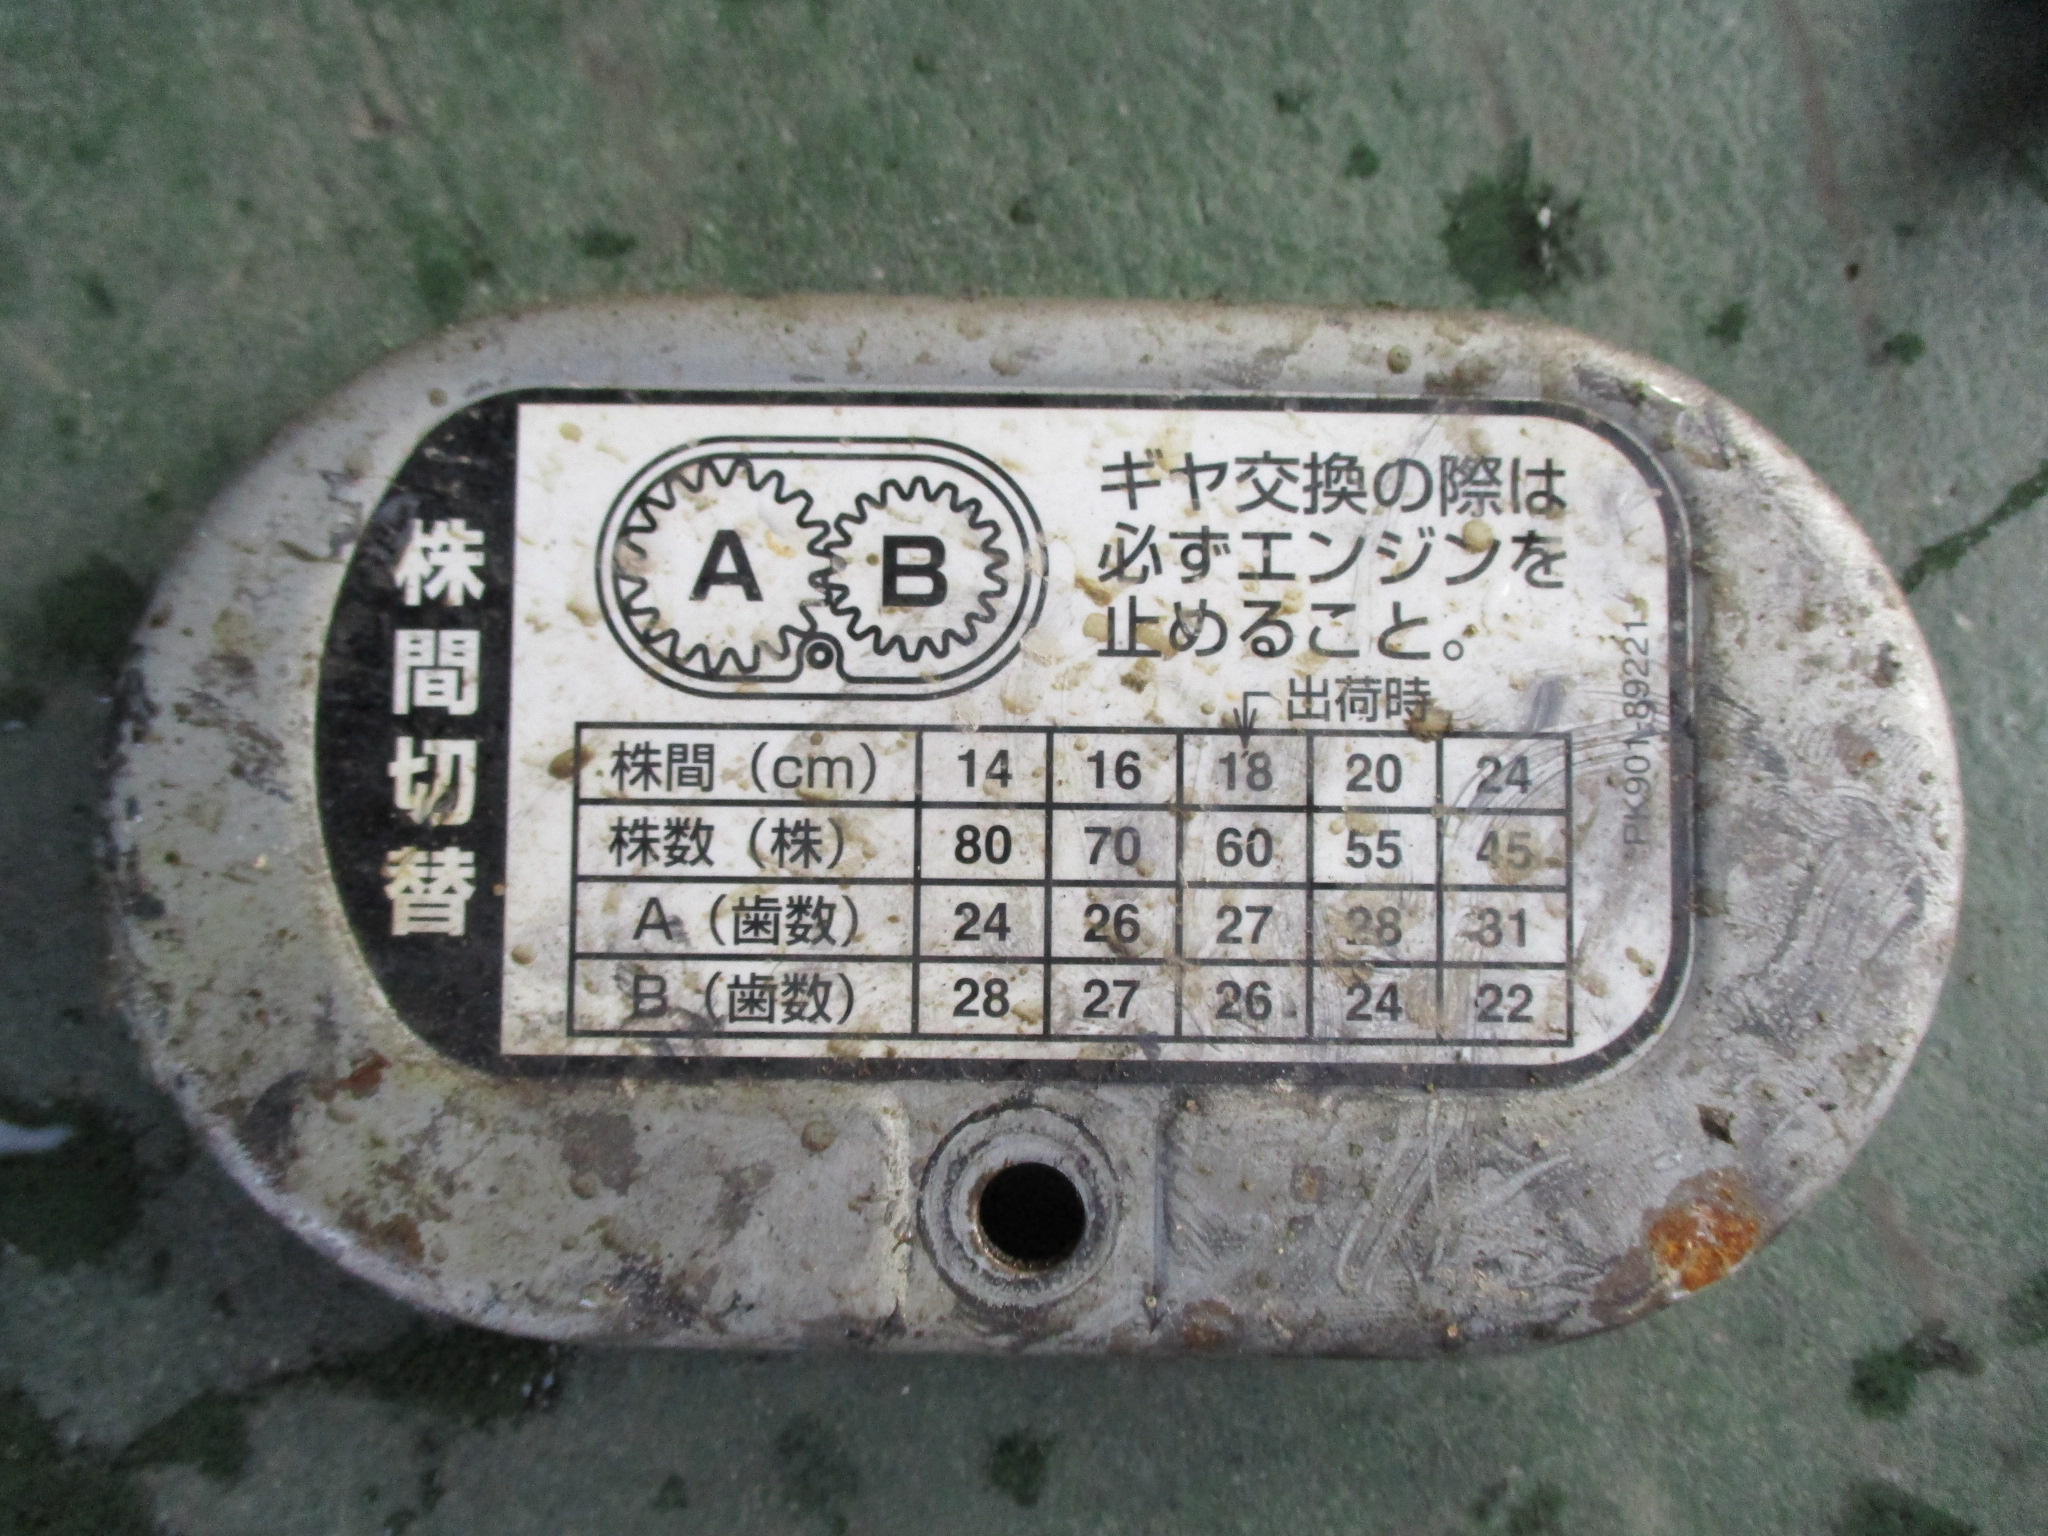 株間切替
A B
ギヤ交換の際は
必ずエンジンを
止めること。
出荷時
株間（cm） 14 16 18 20 24
株数（株） 80 70 60 55 45
A（歯数） 24 26 27 28 31
B（歯数） 28 27 26 24 22
PK901-89221-